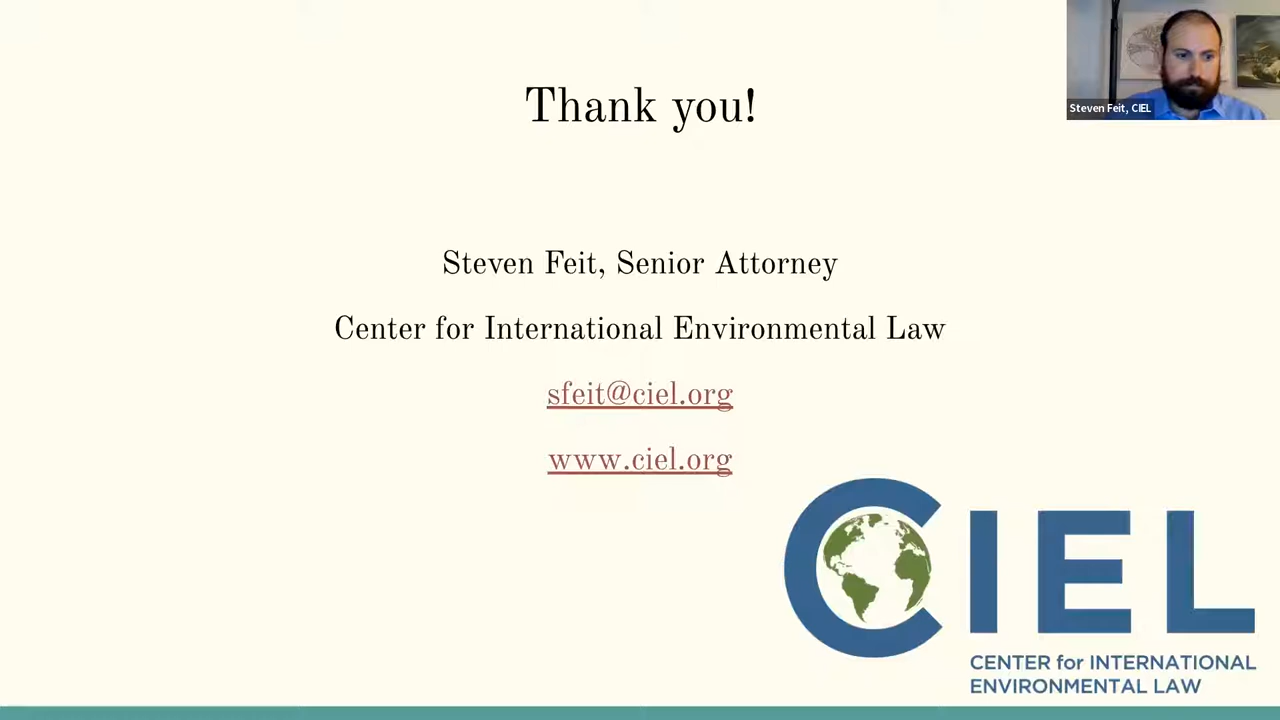 Thank you!
Steven Feit, CIEL
Steven Feit, Senior Attorney
Center for International Environmental Law
sfeit@ciel.org
www.ciel.org
CIEL
CENTER for INTERNATIONAL
ENVIRONMENTAL LAW